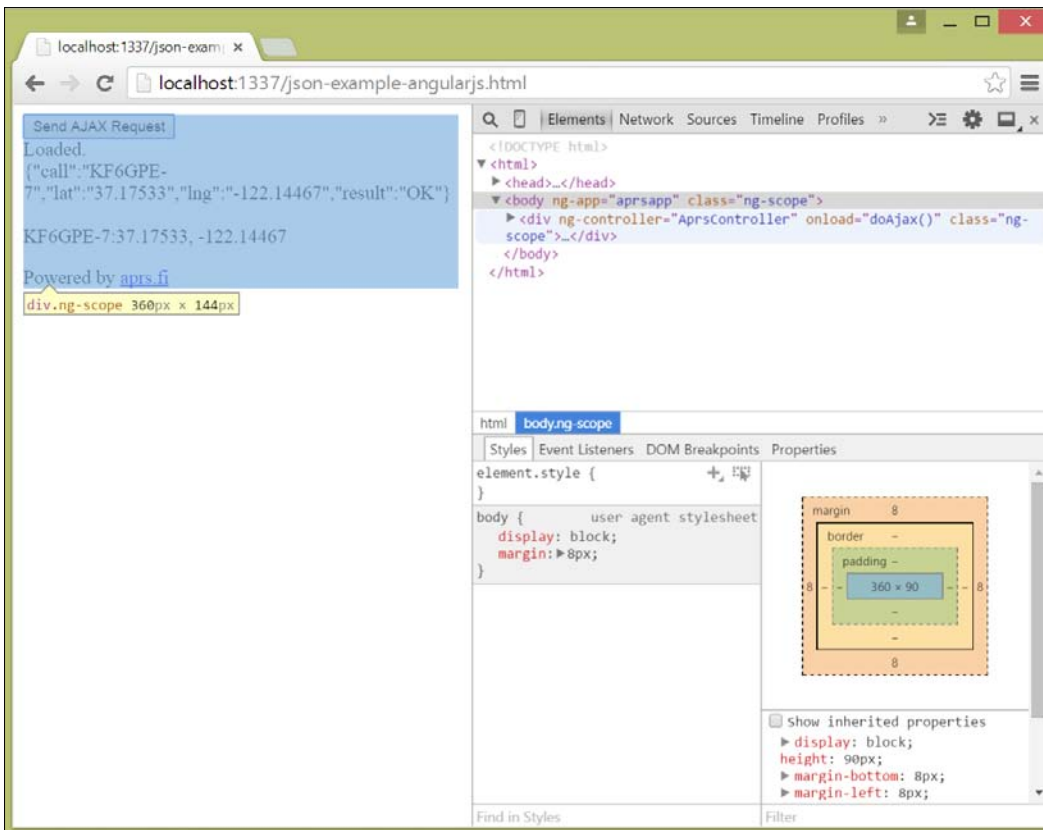 localhost:1337/json-exam
localhost:1337/json-example-angularjs.html
Send AJAX Request
Loaded.
{"call":"KF6GPE-
7","lat":"37.17533","lng":"-122.14467","result":"OK"}
KF6GPE-7:37.17533, -122.14467
Powered by aprs.fi
div.ng-scope 360px × 144px
Elements Network Sources Timeline Profiles »
<!DOCTYPE html>
▼<html>
▶<head>…</head>
▼<body ng-app="aprsapp" class="ng-scope">
▶<div ng-controller="AprsController" onload="doAjax()" class="ng-
scope">…</div>
</body>
</html>
html body.ng-scope
Styles Event Listeners DOM Breakpoints Properties
element.style {
}
body { user agent stylesheet
display: block;
margin:▶8px;
}
margin 8
border –
padding –
8 – – 360 × 90 – – 8
–
–
8
Show inherited properties
▶display: block;
height: 90px;
▶margin-bottom: 8px;
▶margin-left: 8px;
Find in Styles
Filter